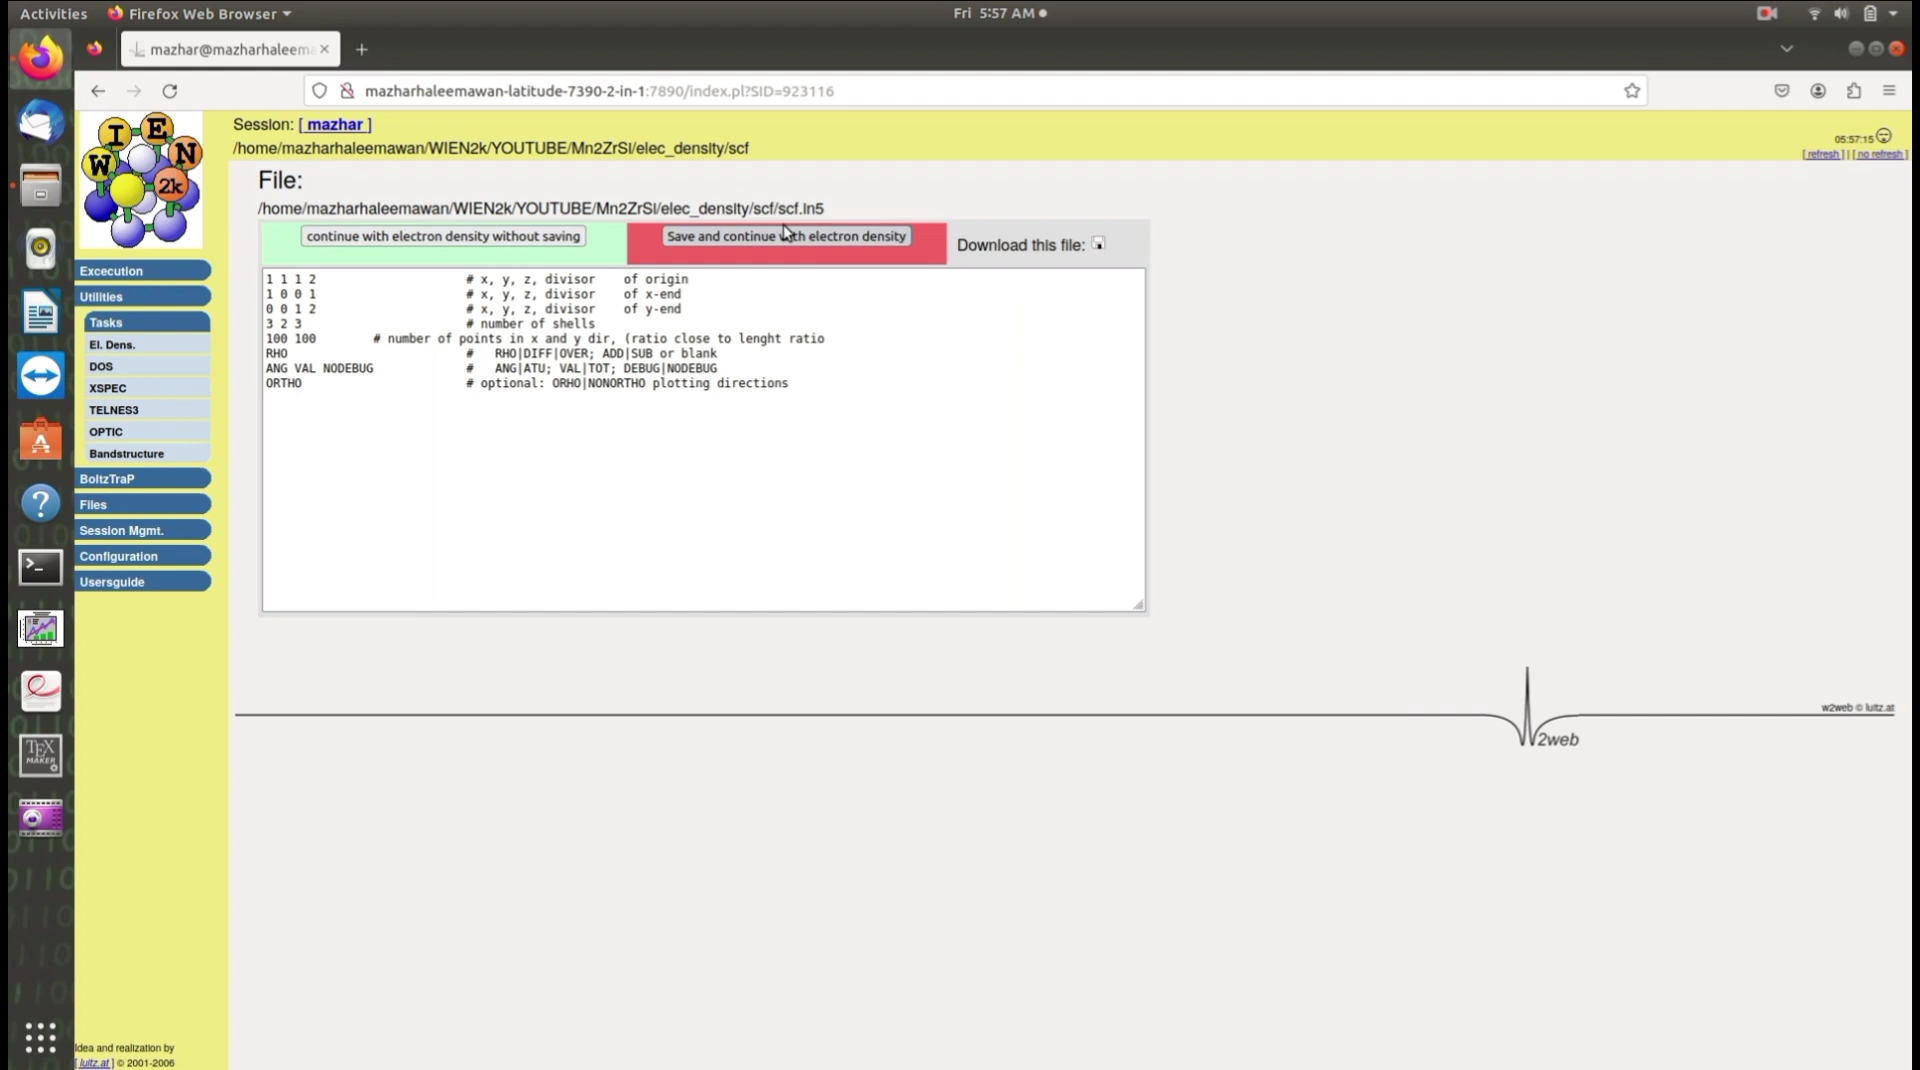 Activities Firefox Web Browser Fri 5:57 AM
mazhar@mazharhaleema
mazharhaleemawan-latitude-7390-2-in-1:7890/index.pl?SID=923116
W I E N 2k
Session: [ mazhar ]
/home/mazharhaleemawan/WIEN2k/YOUTUBE/Mn2ZrSi/elec_density/scf
05:57:15
[ refresh ] | [ no refresh ]
File:
/home/mazharhaleemawan/WIEN2k/YOUTUBE/Mn2ZrSi/elec_density/scf/scf.in5
continue with electron density without saving
Save and continue with electron density
Download this file:
1 1 1 2 # x, y, z, divisor of origin
1 0 0 1 # x, y, z, divisor of x-end
0 0 1 2 # x, y, z, divisor of y-end
3 2 3 # number of shells
100 100 # number of points in x and y dir, (ratio close to lenght ratio
RHO # RHO|DIFF|OVER; ADD|SUB or blank
ANG VAL NODEBUG # ANG|ATU; VAL|TOT; DEBUG|NODEBUG
ORTHO # optional: ORHO|NONORTHO plotting directions
Excecution
Utilities
Tasks
El. Dens.
DOS
XSPEC
TELNES3
OPTIC
Bandstructure
BoltzTraP
Files
Session Mgmt.
Configuration
Usersguide
TEX
MAKER
w2web © luitz.at
2web
Idea and realization by
[ luitz.at ] © 2001-2006